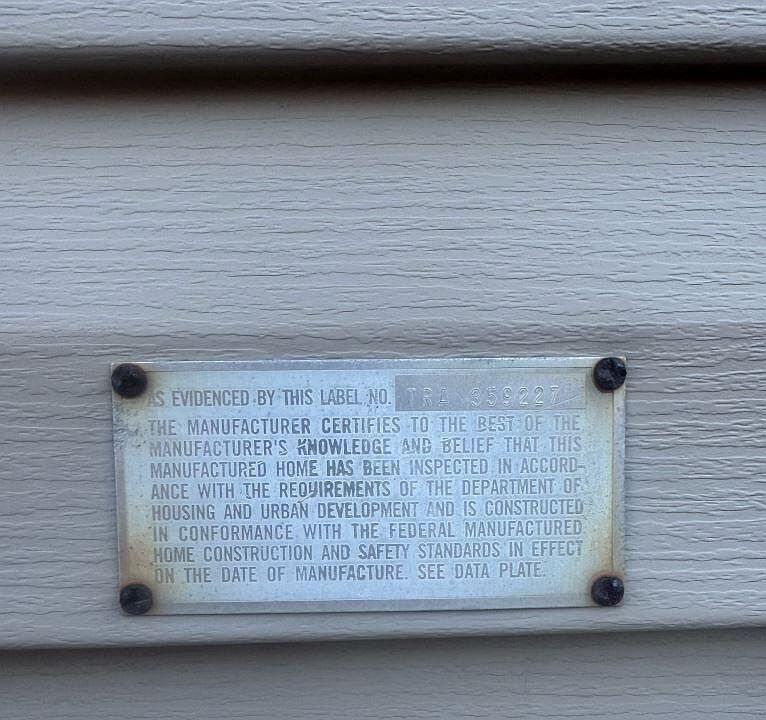 AS EVIDENCED BY THIS LABEL NO. TRA 359227
THE MANUFACTURER CERTIFIES TO THE BEST OF THE
MANUFACTURER'S KNOWLEDGE AND BELIEF THAT THIS
MANUFACTURED HOME HAS BEEN INSPECTED IN ACCORD-
ANCE WITH THE REQUIREMENTS OF THE DEPARTMENT OF
HOUSING AND URBAN DEVELOPMENT AND IS CONSTRUCTED
IN CONFORMANCE WITH THE FEDERAL MANUFACTURED
HOME CONSTRUCTION AND SAFETY STANDARDS IN EFFECT
ON THE DATE OF MANUFACTURE. SEE DATA PLATE.